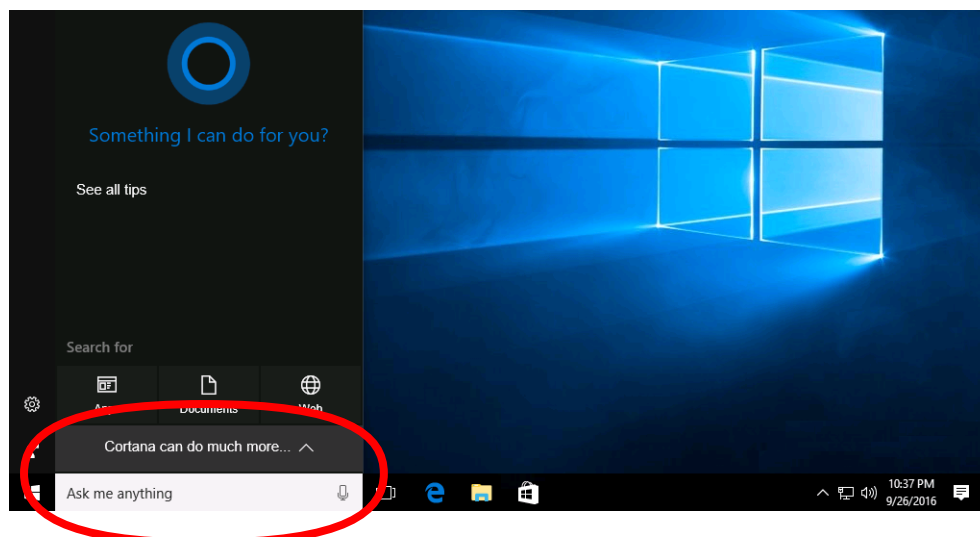 Something I can do for you?
See all tips
Search for
Documents
Web
Cortana can do much more...
Ask me anything
10:37 PM
9/26/2016